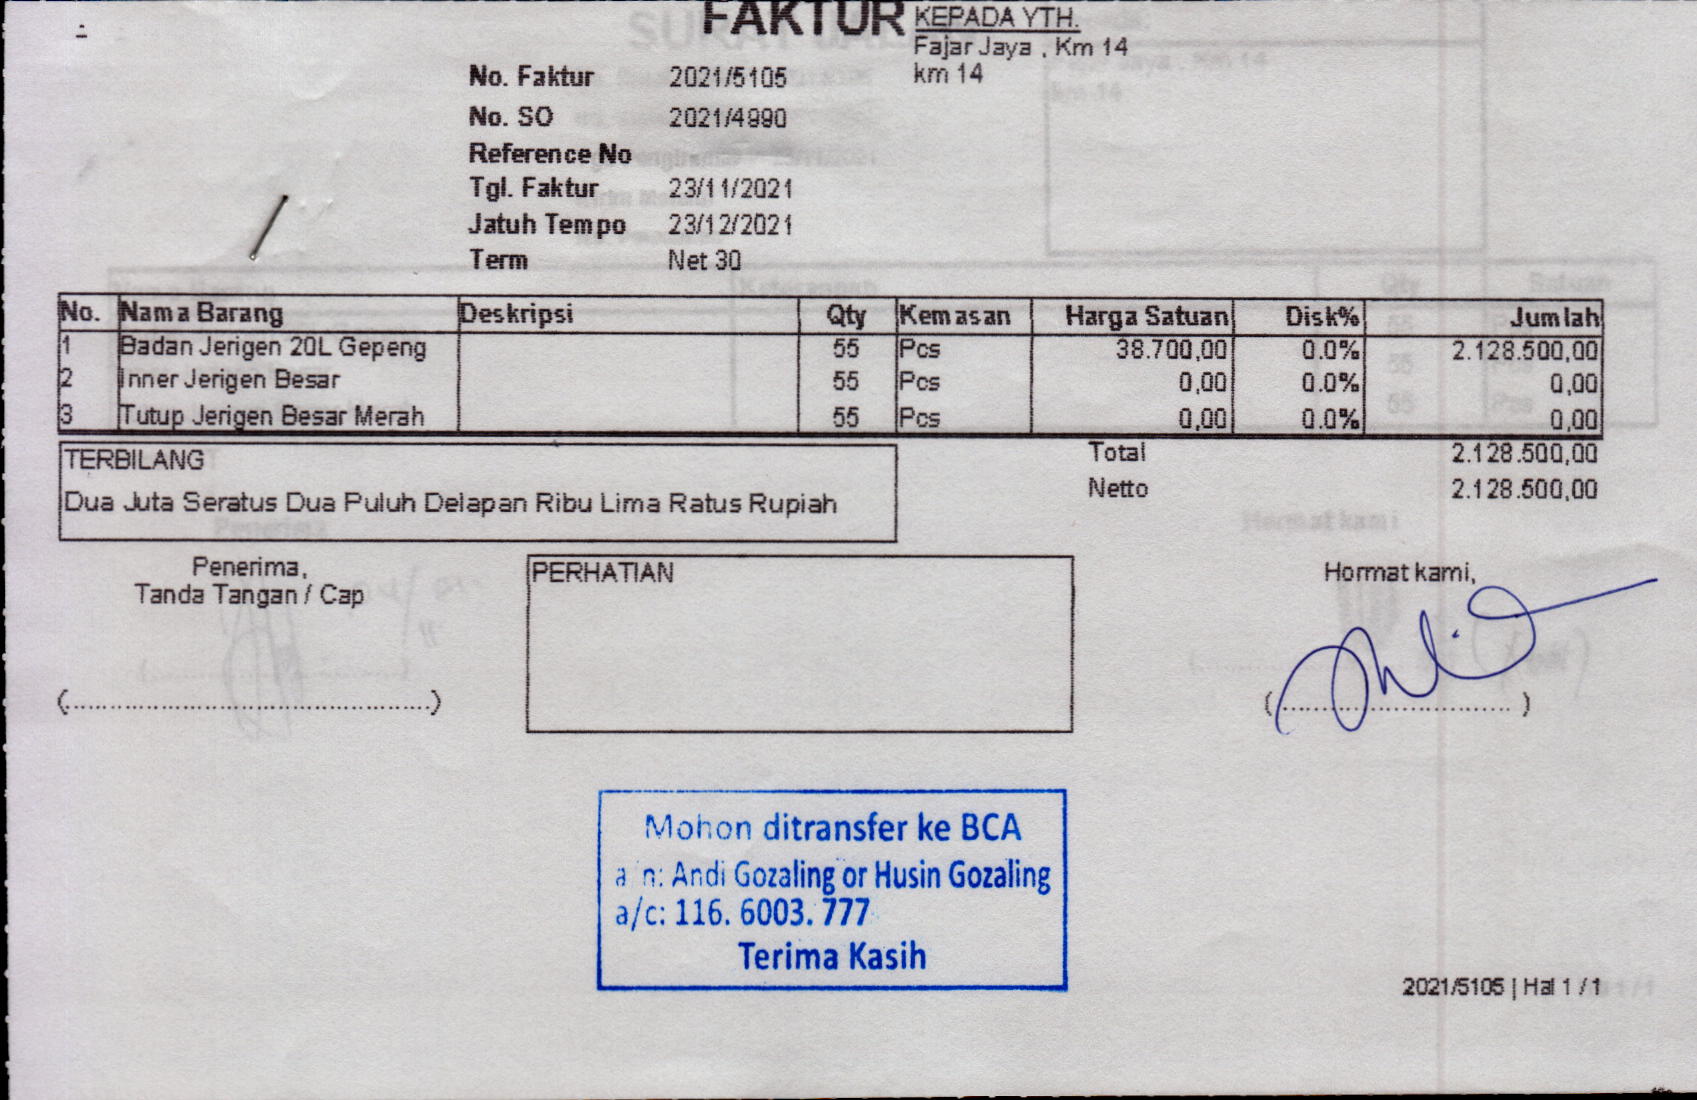 FAKTUR
KEPADA YTH.
Fajar Jaya , Km 14
km 14
No. Faktur 2021/5105
No. SO 2021/4990
Reference No
Tgl. Faktur 23/11/2021
Jatuh Tempo 23/12/2021
Term Net 30
No. Nama Barang Deskripsi Qty Kemasan Harga Satuan Disk% Jumlah
1 Badan Jerigen 20L Gepeng 55 Pcs 38.700,00 0.0% 2.128.500,00
2 Inner Jerigen Besar 55 Pcs 0,00 0.0% 0,00
3 Tutup Jerigen Besar Merah 55 Pcs 0,00 0.0% 0,00
TERBILANG
Dua Juta Seratus Dua Puluh Delapan Ribu Lima Ratus Rupiah
Total 2.128.500,00
Netto 2.128.500,00
Penerima,
Tanda Tangan / Cap
(..............................................)
PERHATIAN
Hormat kami,
(.............................. )
Mohon ditransfer ke BCA
a n: Andi Gozaling or Husin Gozaling
a/c: 116. 6003. 777
Terima Kasih
2021/5105 | Hal 1 / 1